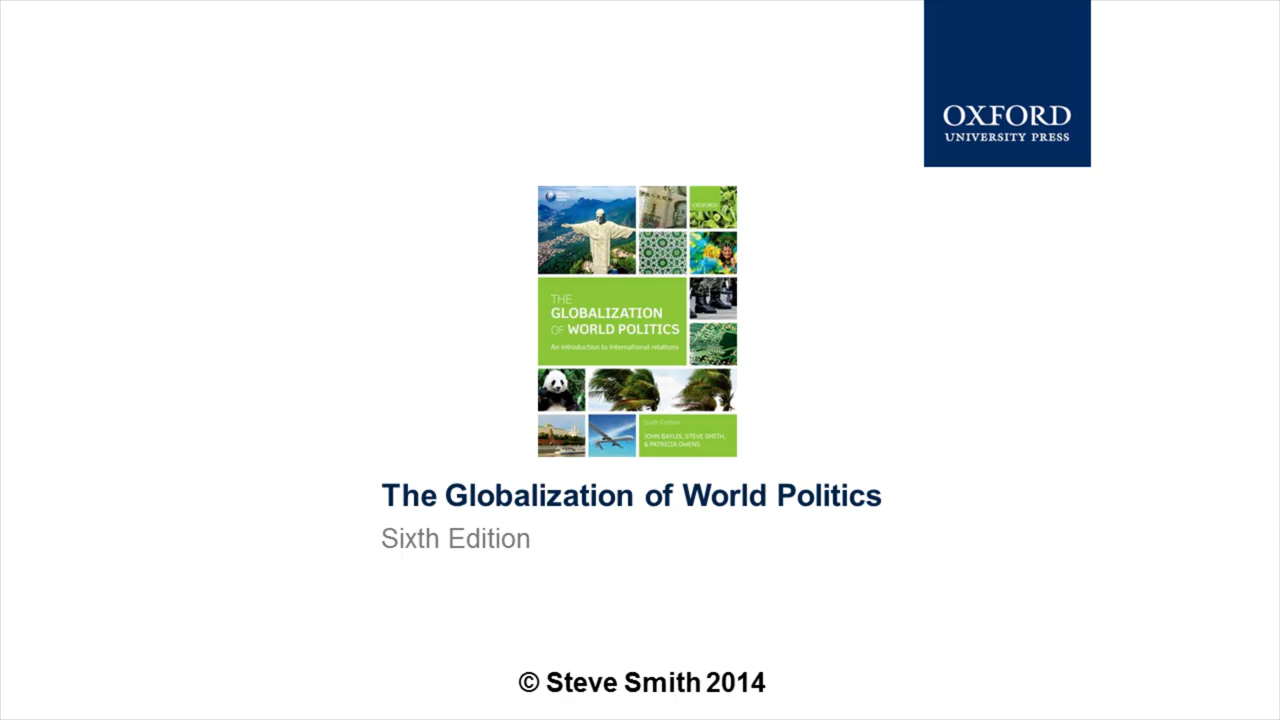 OXFORD
UNIVERSITY PRESS
OXFORD
THE
GLOBALIZATION
OF WORLD POLITICS
An introduction to international relations
Sixth Edition
JOHN BAYLIS, STEVE SMITH,
& PATRICIA OWENS
The Globalization of World Politics
Sixth Edition
© Steve Smith 2014